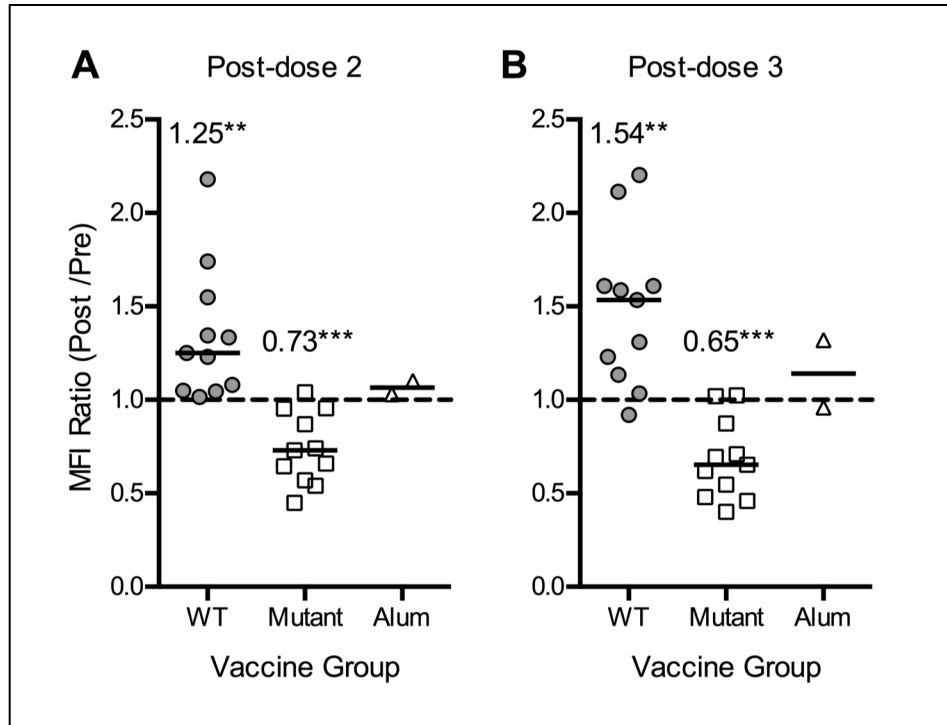 A Post-dose 2
2.5
2.0
1.5
1.0
0.5
0.0
MFI Ratio (Post /Pre)
1.25**
0.73***
WT Mutant Alum
Vaccine Group
B Post-dose 3
2.5
2.0
1.5
1.0
0.5
0.0
1.54**
0.65***
WT Mutant Alum
Vaccine Group